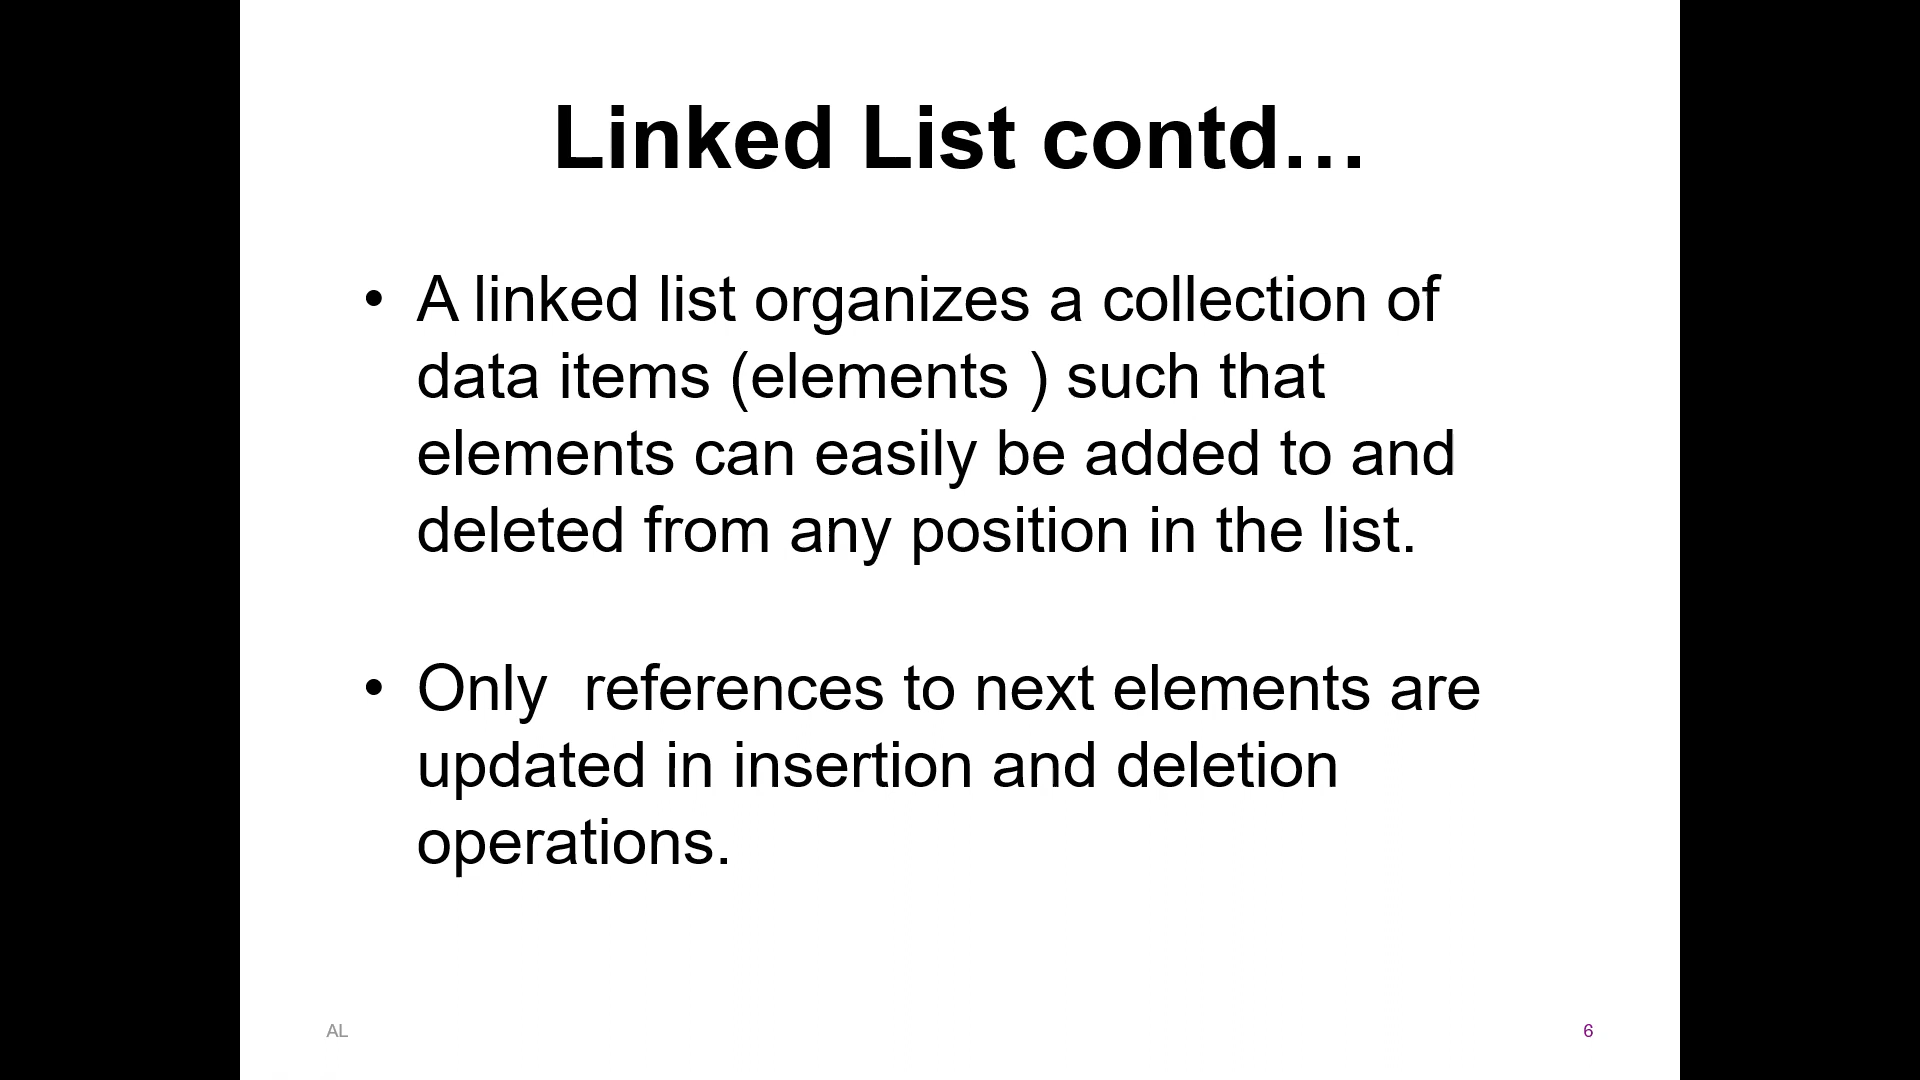 Linked List contd…
• A linked list organizes a collection of
data items (elements ) such that
elements can easily be added to and
deleted from any position in the list.
• Only  references to next elements are
updated in insertion and deletion
operations.
AL
6